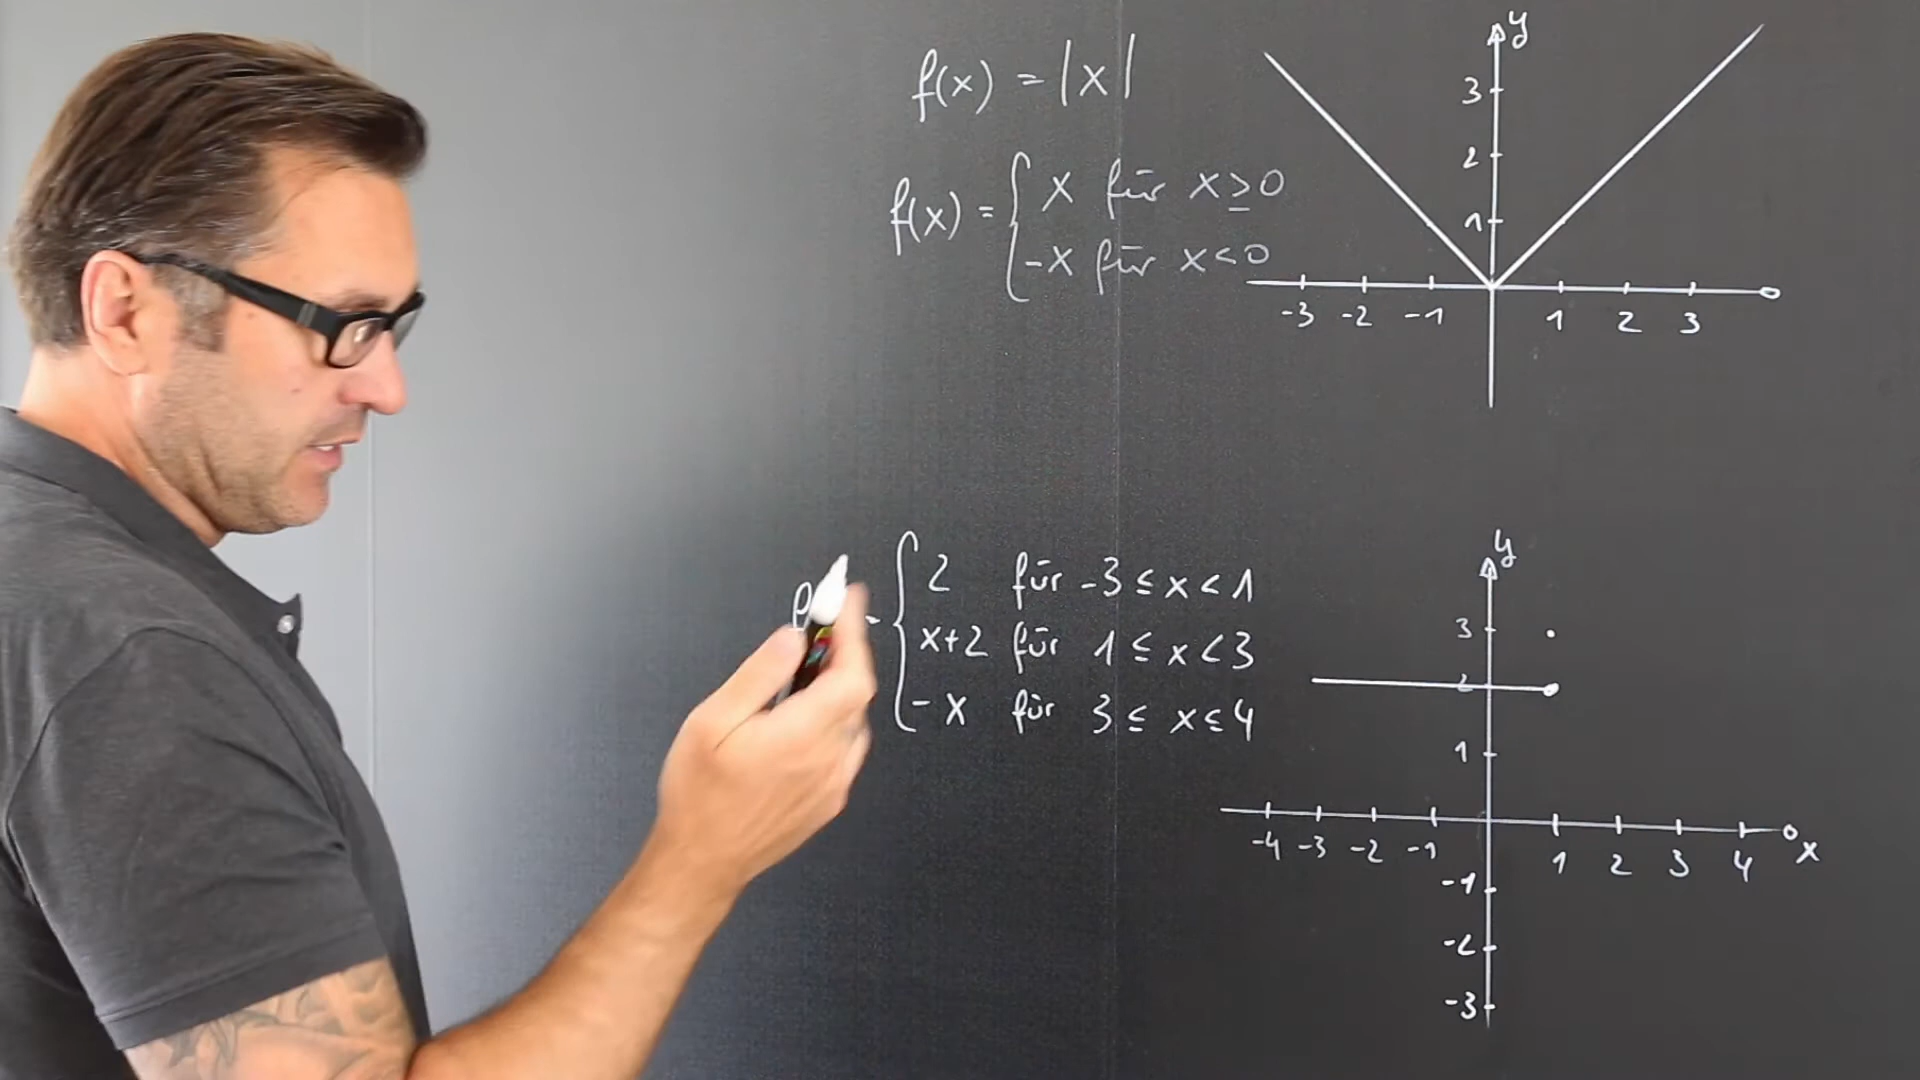 f(x) = |x|
f(x) = { x für x ≥ 0
-x für x < 0
y
3
2
1
-3 -2 -1 1 2 3
{ 2 für -3 ≤ x < 1
x+2 für 1 ≤ x < 3
-x für 3 ≤ x ≤ 4
y
3
2
1
-4 -3 -2 -1 1 2 3 4 x
-1
-2
-3